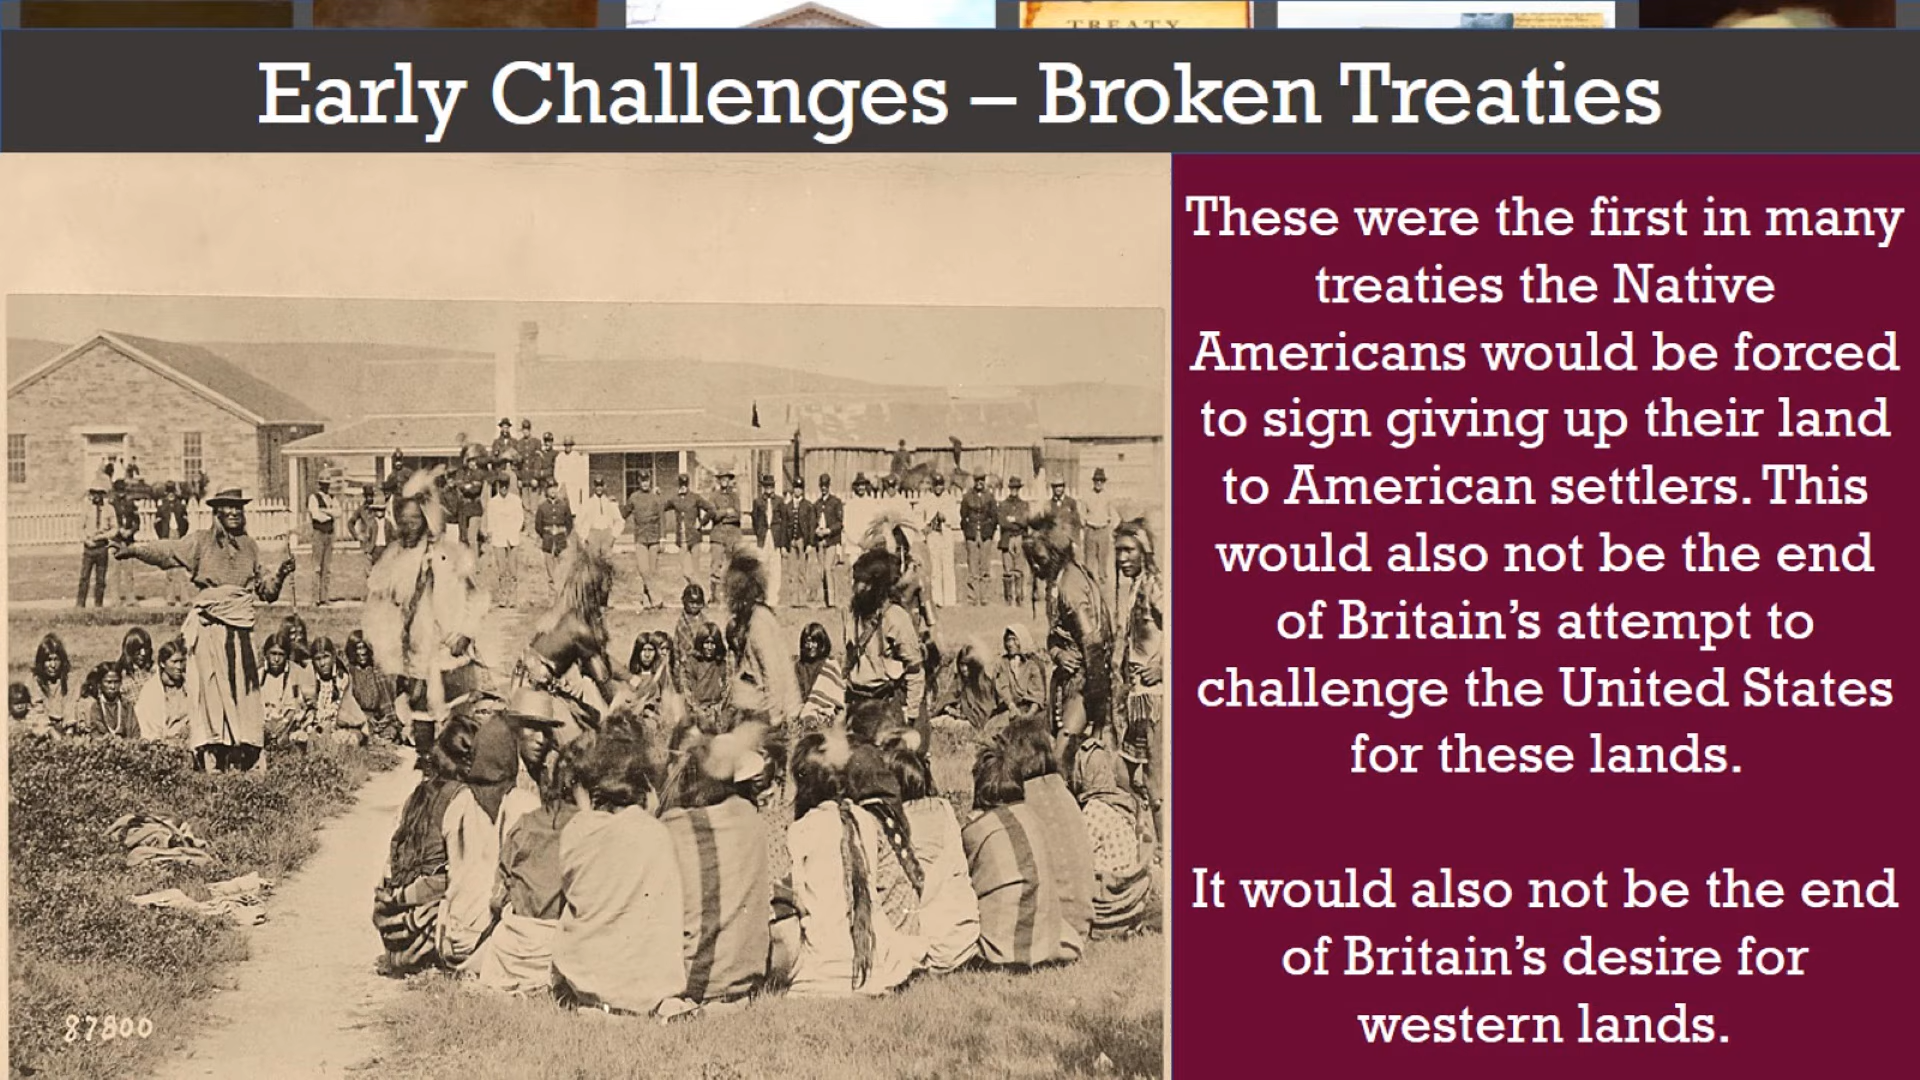 TREATY
Early Challenges – Broken Treaties
These were the first in many
treaties the Native
Americans would be forced
to sign giving up their land
to American settlers. This
would also not be the end
of Britain's attempt to
challenge the United States
for these lands.
It would also not be the end
of Britain's desire for
western lands.
87800